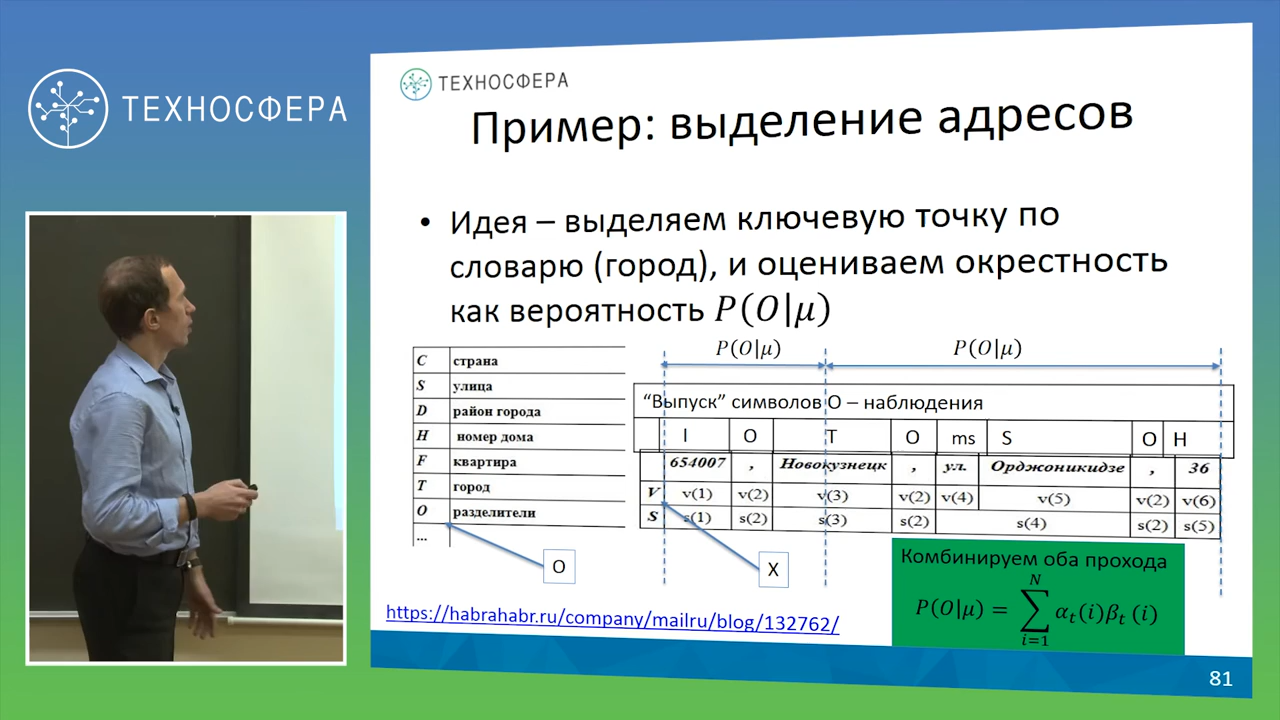 ТЕХНОСФЕРА
ТЕХНОСФЕРА
Пример: выделение адресов
• Идея – выделяем ключевую точку по
словарю (город), и оцениваем окрестность
как вероятность P(O|μ)
P(O|μ) P(O|μ)
C страна
S улица
D район города
H номер дома
F квартира
T город
O разделители
...
“Выпуск” символов O – наблюдения
I O T O ms S O H
654007 , Новокузнецк , ул. Орджоникидзе , 36
V v(1) v(2) v(3) v(2) v(4) v(5) v(2) v(6)
S s(1) s(2) s(3) s(2) s(4) s(2) s(5)
O
X
Комбинируем оба прохода
P(O|μ) = ∑ᵢ₌₁ᴺ αₜ(i)βₜ (i)
https://habrahabr.ru/company/mailru/blog/132762/
81